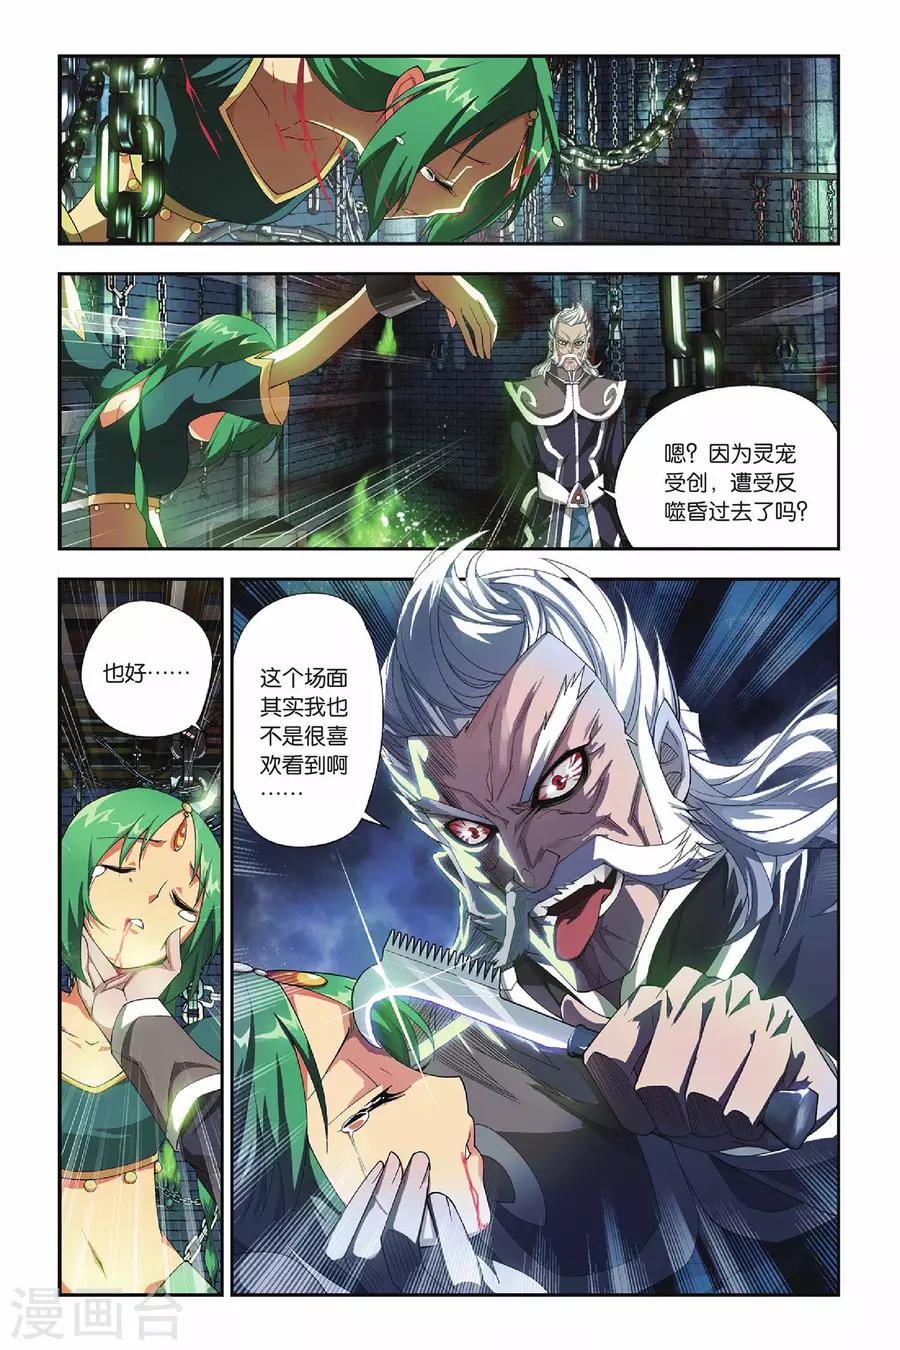 嗯？因为灵宠
受创，遭受反
噬昏过去了吗？
也好……
这个场面
其实我也
不是很喜
欢看到啊
……
漫画台